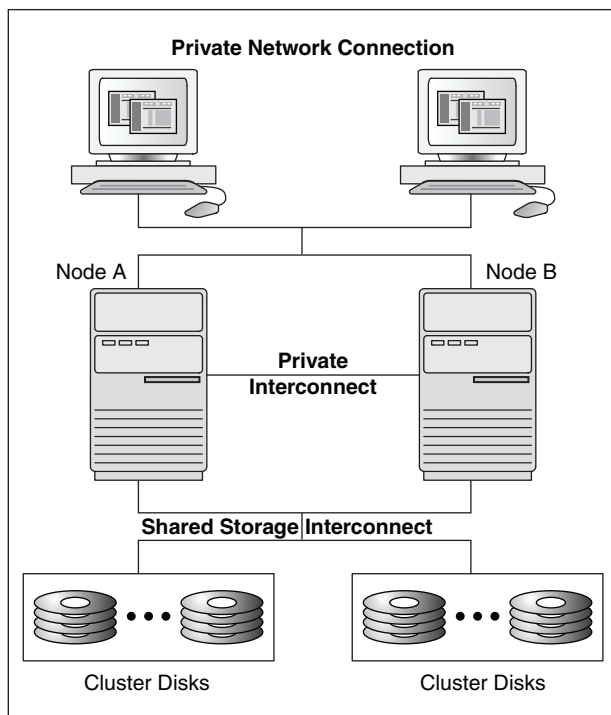 Private Network Connection
Node A
Node B
Private
Interconnect
Shared Storage Interconnect
Cluster Disks
Cluster Disks